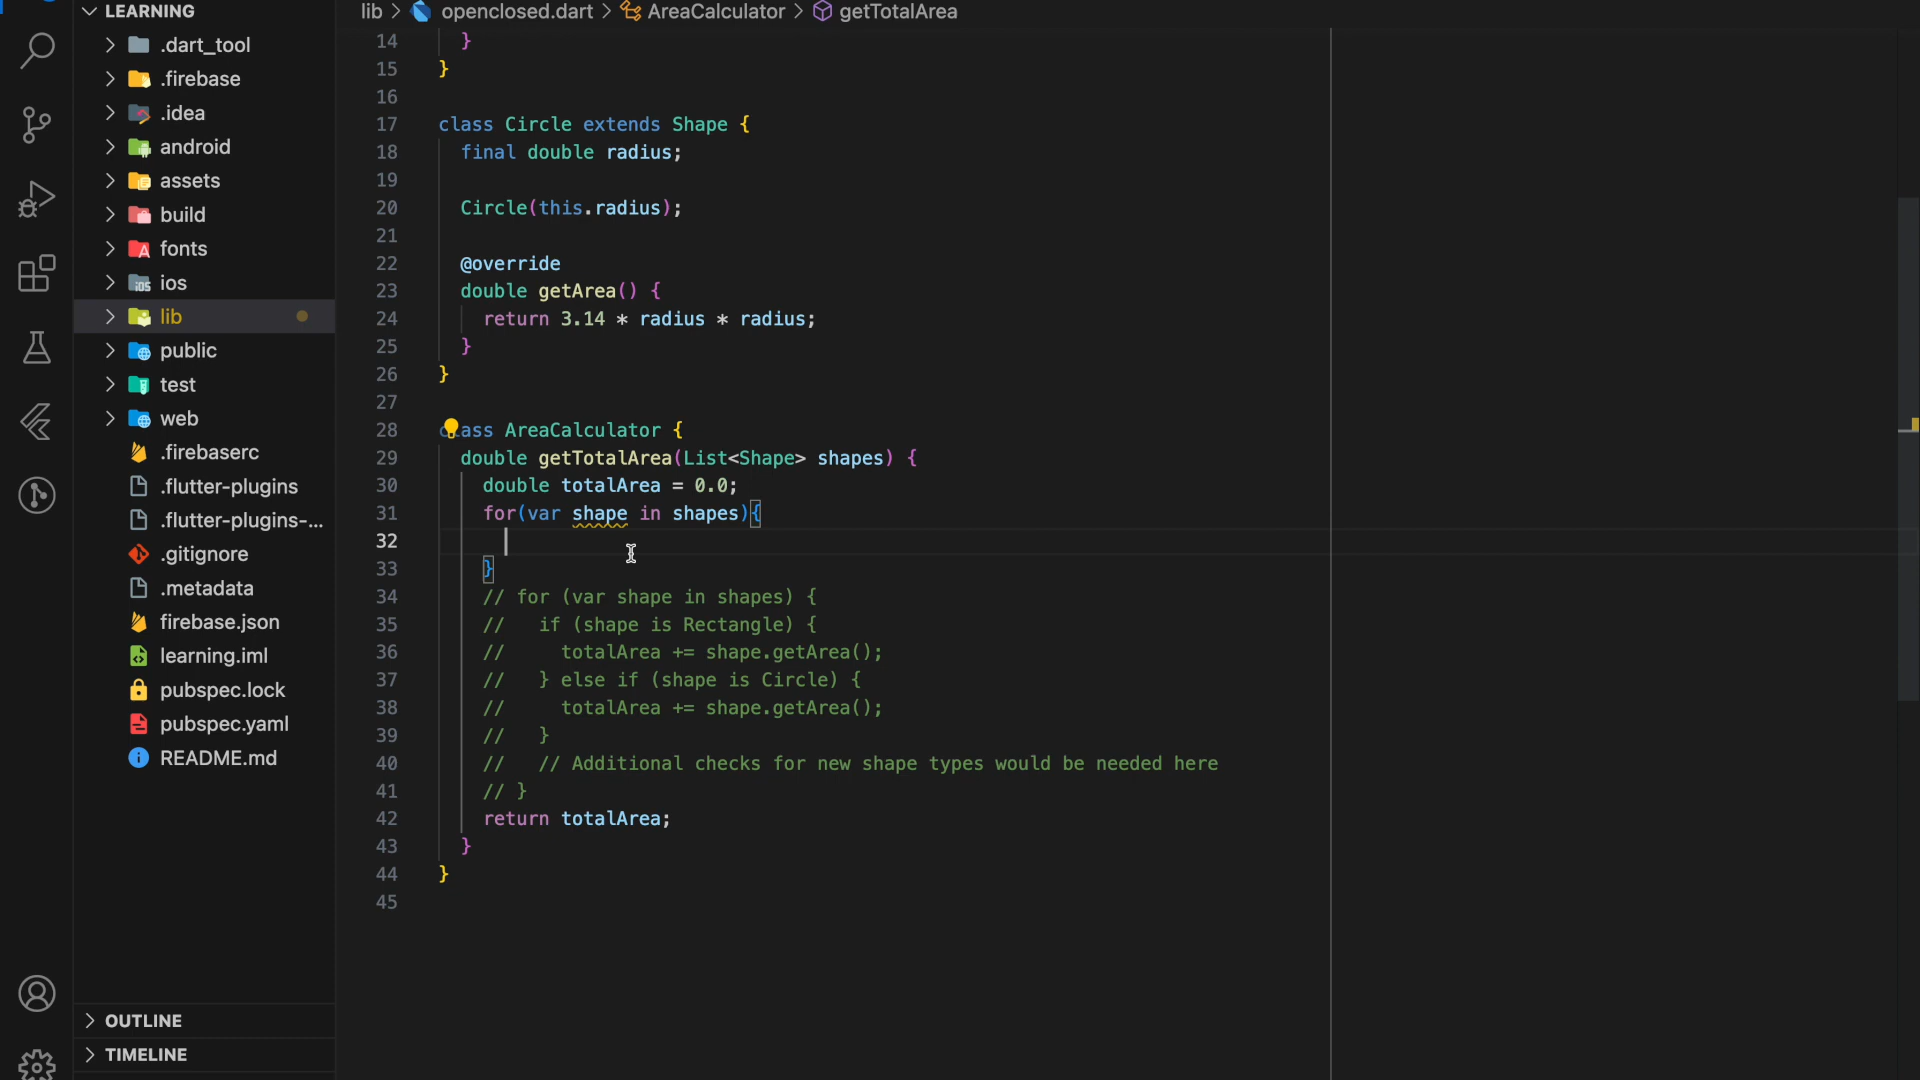 LEARNING
.dart_tool
.firebase
.idea
android
assets
build
fonts
ios
lib
public
test
web
.firebaserc
.flutter-plugins
.flutter-plugins-...
.gitignore
.metadata
firebase.json
learning.iml
pubspec.lock
pubspec.yaml
README.md
OUTLINE
TIMELINE
lib > openclosed.dart > AreaCalculator > getTotalArea
14 }
15 }
16
17 class Circle extends Shape {
18 final double radius;
19
20 Circle(this.radius);
21
22 @override
23 double getArea() {
24 return 3.14 * radius * radius;
25 }
26 }
27
28 class AreaCalculator {
29 double getTotalArea(List<Shape> shapes) {
30 double totalArea = 0.0;
31 for(var shape in shapes){
32
33 }
34 // for (var shape in shapes) {
35 // if (shape is Rectangle) {
36 // totalArea += shape.getArea();
37 // } else if (shape is Circle) {
38 // totalArea += shape.getArea();
39 // }
40 // // Additional checks for new shape types would be needed here
41 // }
42 return totalArea;
43 }
44 }
45